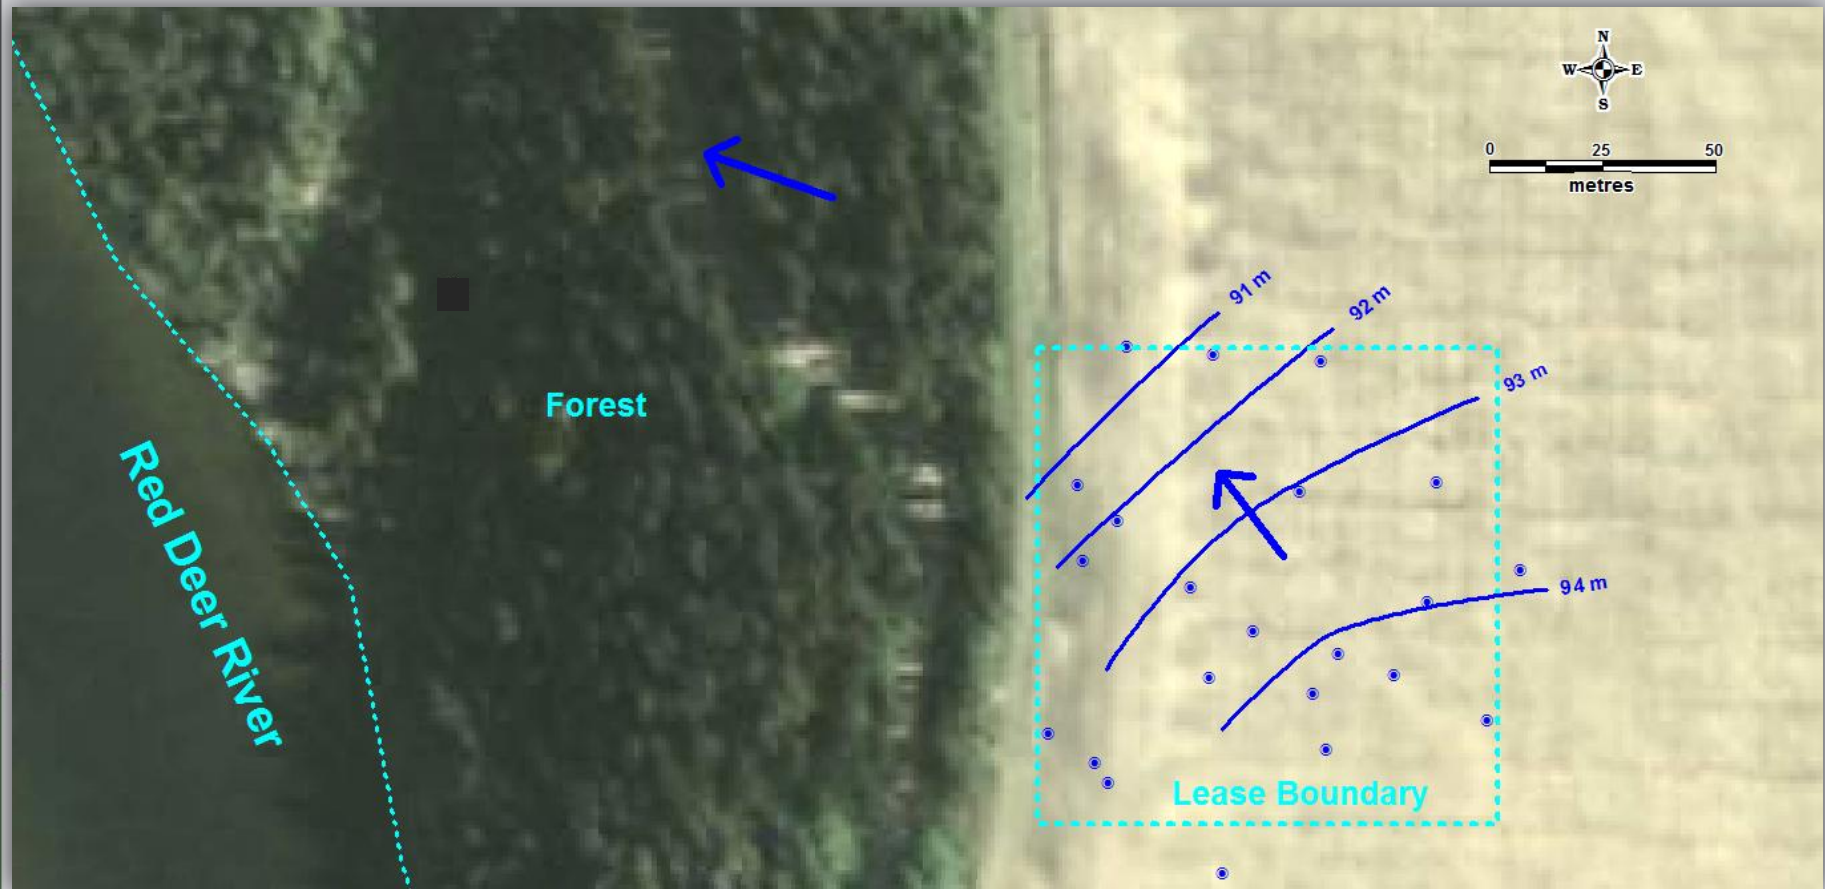 N
W E
S
0 25 50
metres
91 m
92 m
93 m
Forest
Red Deer River
94 m
Lease Boundary